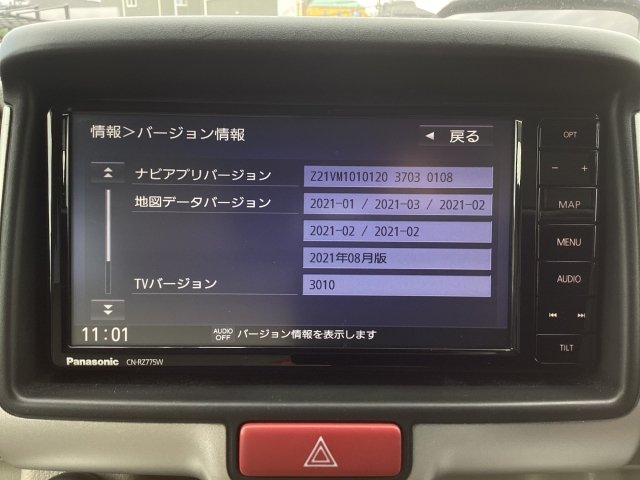 情報＞バージョン情報
◄ 戻る
ナビアプリバージョン
Z21VM1010120 3703 0108
地図データバージョン
2021-01 / 2021-03 / 2021-02
2021-02 / 2021-02
2021年08月版
TVバージョン
3010
11:01
AUDIO OFF
バージョン情報を表示します
Panasonic CN-RZ775W
OPT
− +
MAP
MENU
AUDIO
TILT